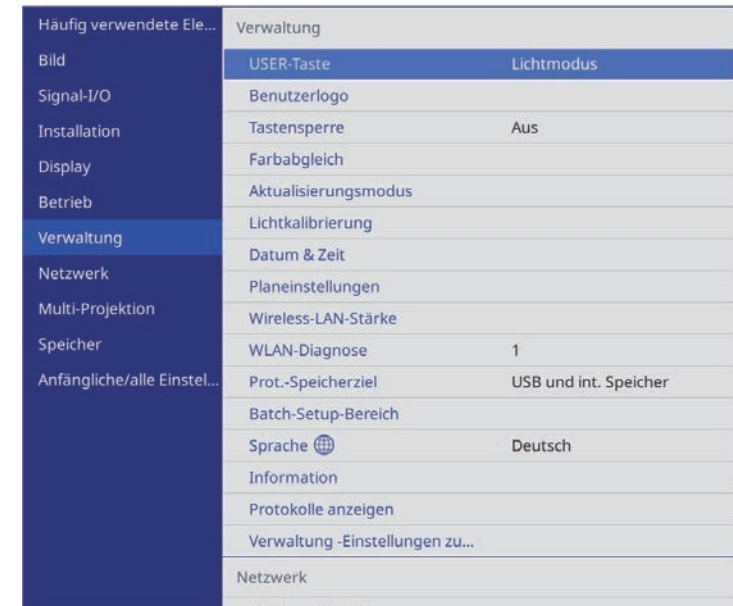 Häufig verwendete Ele...
Bild
Signal-I/O
Installation
Display
Betrieb
Verwaltung
Netzwerk
Multi-Projektion
Speicher
Anfängliche/alle Einstel...
Verwaltung
USER-Taste Lichtmodus
Benutzerlogo
Tastensperre Aus
Farbabgleich
Aktualisierungsmodus
Lichtkalibrierung
Datum & Zeit
Planeinstellungen
Wireless-LAN-Stärke
WLAN-Diagnose 1
Prot.-Speicherziel USB und int. Speicher
Batch-Setup-Bereich
Sprache Deutsch
Information
Protokolle anzeigen
Verwaltung -Einstellungen zu...
Netzwerk